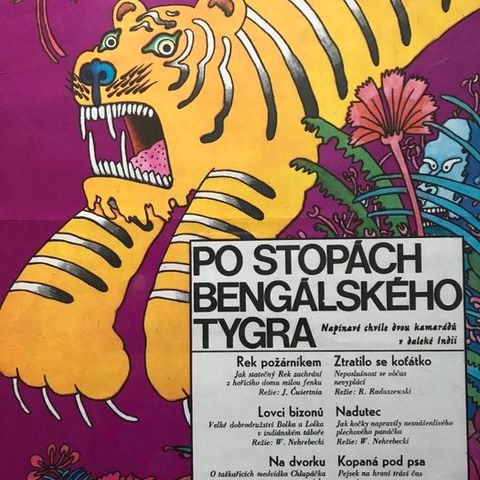 PO STOPÁCH
BENGÁLSKÉHO
TYGRA Napínavé chvíle dvou kamarádů
v daleké Indii
Rek požárníkem
Jak statečný Rek zachrání
z hořícího domu milou fenku
Režie: J. Ćwiertnia
Ztratilo se koťátko
Neposlušnost se občas
nevyplácí
Režie: R. Raduszewski
Lovci bizonů
Velké dobrodružství Bolka a Lolka
v indiánském táboře
Režie: W. Nehrebecki
Nadutec
Jak kočky napravily nesnášenlivého
plechového panáčka
Režie: W. Nehrebecki
Na dvorku
O taškařicích medvídka Chlupáčka
Kopaná pod psa
Pejsek na hraní tráví čas